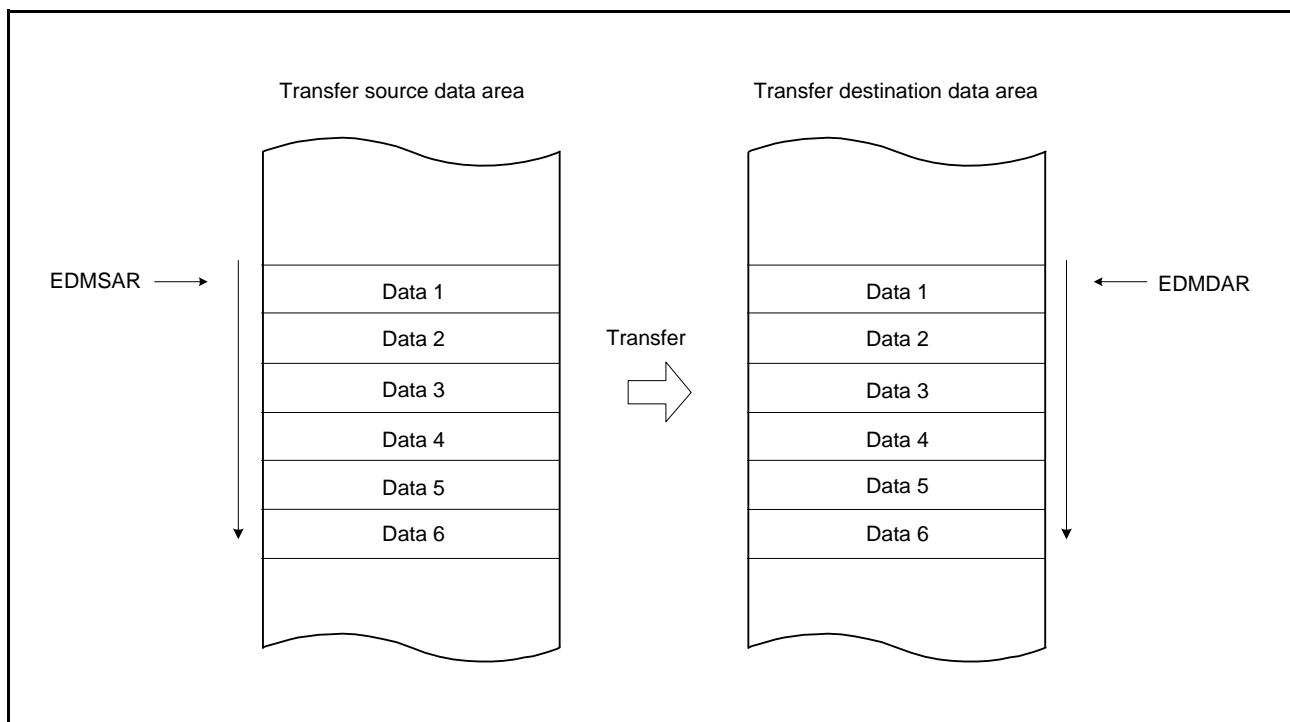 Transfer source data area
Transfer destination data area
EDMSAR
Data 1
Data 2
Data 3
Data 4
Data 5
Data 6
Transfer
Data 1
Data 2
Data 3
Data 4
Data 5
Data 6
EDMDAR